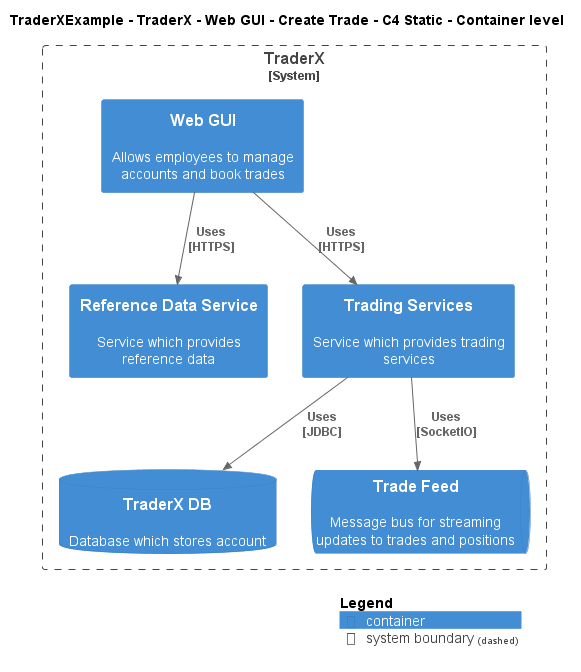 TraderXExample - TraderX - Web GUI - Create Trade - C4 Static - Container level
TraderX
[System]
Web GUI
Allows employees to manage
accounts and book trades
Uses
[HTTPS]
Uses
[HTTPS]
Reference Data Service
Service which provides
reference data
Trading Services
Service which provides trading
services
Uses
[JDBC]
Uses
[SocketIO]
TraderX DB
Database which stores account
Trade Feed
Message bus for streaming
updates to trades and positions
Legend
container
system boundary (dashed)